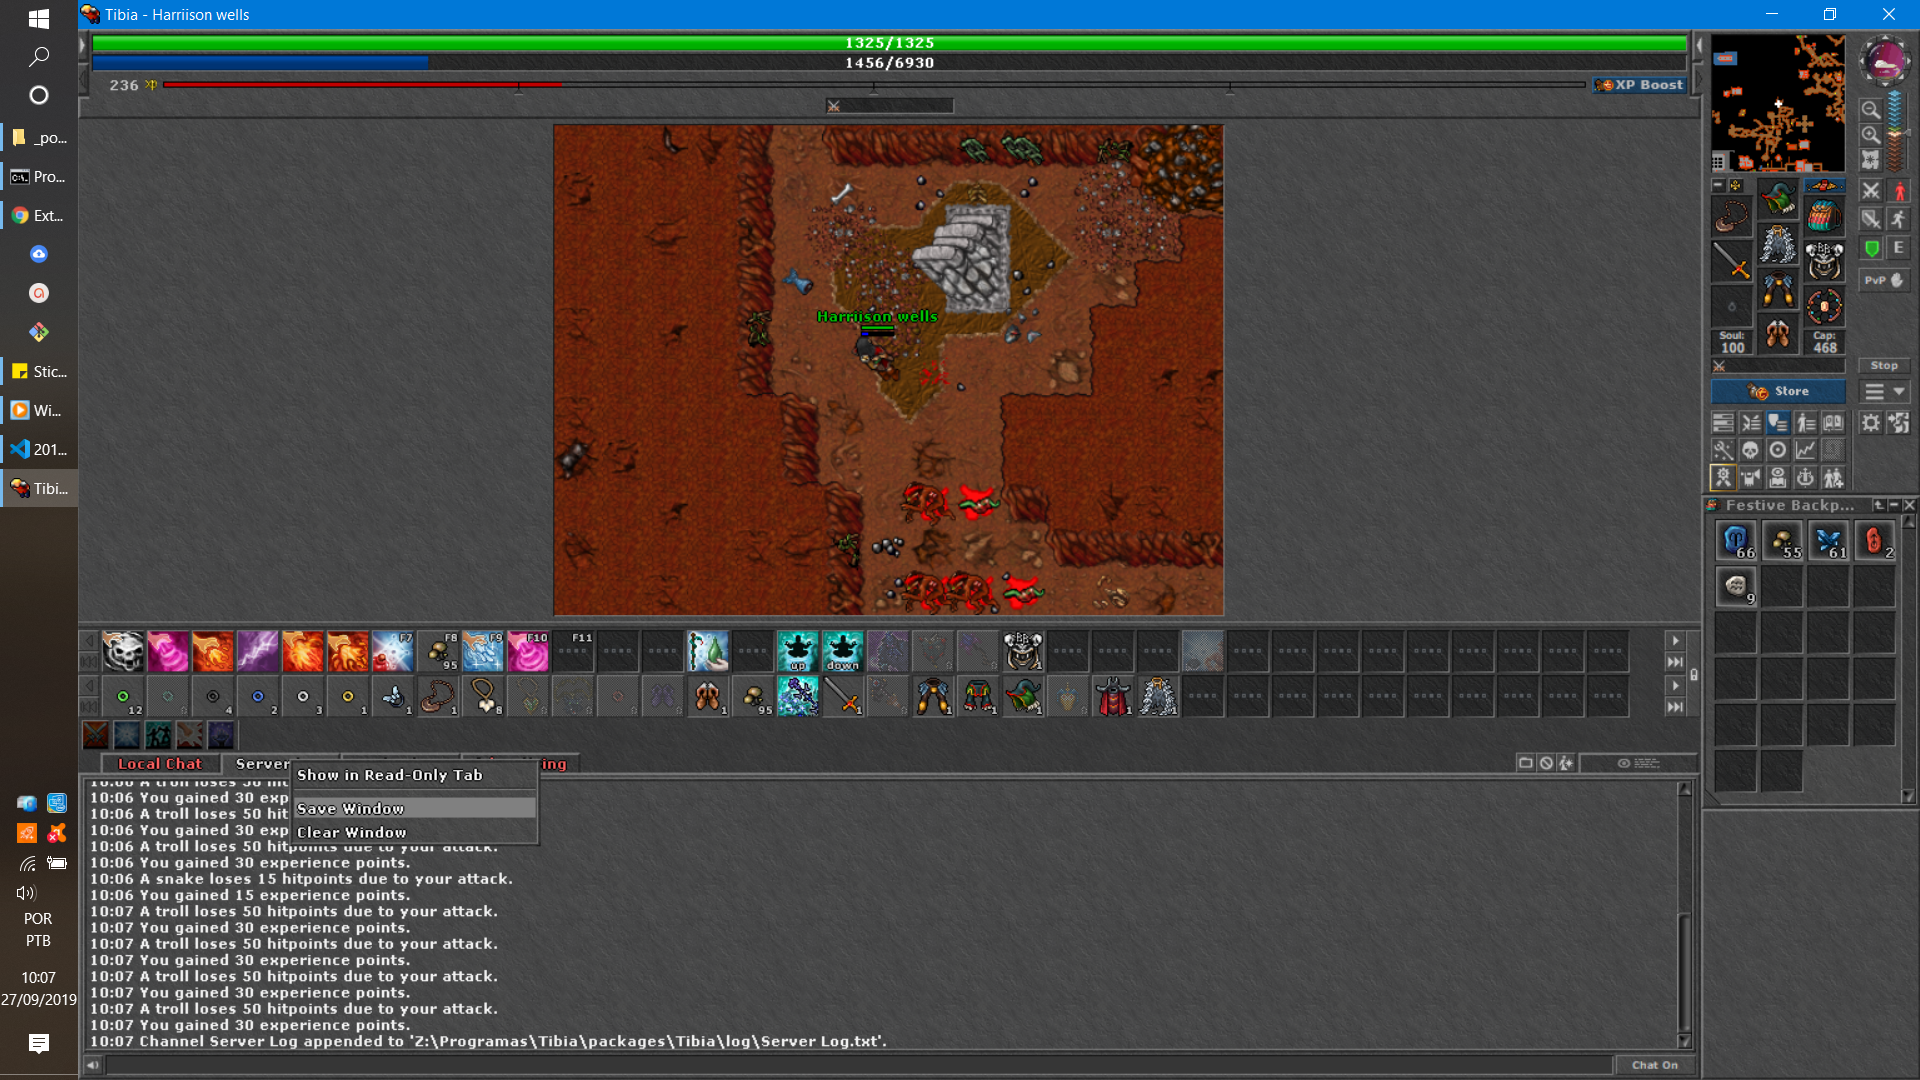 Tibia - Harriison wells
1325/1325
1456/6930
236 XP
XP Boost
_po...
Pro...
Ext...
Stic...
Wi...
201...
Tibi...
Harriison wells
Soul:
100
Cap:
468
E
PvP
Stop
Store
Festive Backp...
66
55
61
2
9
F7
F8
95
F9
F10
F11
up
down
1
12
4
2
3
1
1
1
8
1
95
1
1
1
1
1
1
Local Chat
Server
Show in Read-Only Tab
Save Window
Clear Window
10:06 You gained 30 exp
10:06 A troll loses 50 hit
10:06 You gained 30 exp
10:06 A troll loses 50 hitpoints due to your attack.
10:06 You gained 30 experience points.
10:06 A snake loses 15 hitpoints due to your attack.
10:06 You gained 15 experience points.
10:07 A troll loses 50 hitpoints due to your attack.
10:07 You gained 30 experience points.
10:07 A troll loses 50 hitpoints due to your attack.
10:07 You gained 30 experience points.
10:07 A troll loses 50 hitpoints due to your attack.
10:07 You gained 30 experience points.
10:07 A troll loses 50 hitpoints due to your attack.
10:07 You gained 30 experience points.
10:07 Channel Server Log appended to 'Z:\Programas\Tibia\packages\Tibia\log\Server Log.txt'.
Chat On
POR
PTB
10:07
27/09/2019